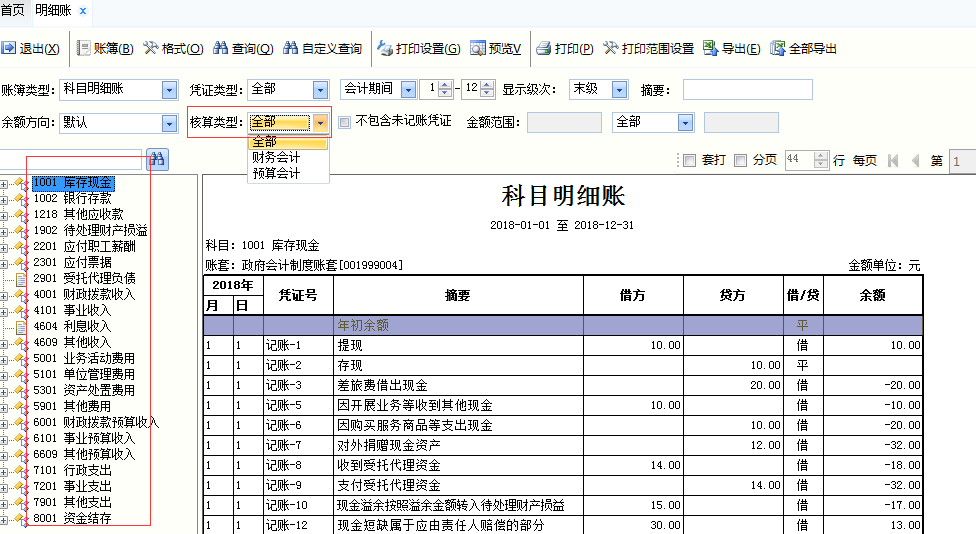 首页 明细账 x
退出(X) 账簿(B) 格式(O) 查询(Q) 自定义查询 打印设置(G) 预览V 打印(P) 打印范围设置 导出(E) 全部导出
账簿类型: 科目明细账 凭证类型: 全部 会计期间 1 - 12 显示级次: 末级 摘要:
余额方向: 默认 核算类型: 全部 不包含未记账凭证 金额范围: 全部
全部
财务会计
预算会计
套打 分页 44 行 每页 第 1
1001 库存现金
1002 银行存款
1218 其他应收款
1902 待处理财产损溢
2201 应付职工薪酬
2301 应付票据
2901 受托代理负债
4001 财政拨款收入
4101 事业收入
4604 利息收入
4609 其他收入
5001 业务活动费用
5101 单位管理费用
5301 资产处置费用
5901 其他费用
6001 财政拨款预算收入
6101 事业预算收入
6609 其他预算收入
7101 行政支出
7201 事业支出
7901 其他支出
8001 资金结存
科目明细账
2018-01-01 至 2018-12-31
科目: 1001 库存现金
账套: 政府会计制度账套[001999004] 金额单位: 元
2018年 凭证号 摘要 借方 贷方 借/贷 余额
月 日
年初余额 平
1 1 记账-1 提现 10.00 借 10.00
1 1 记账-2 存现 10.00 平
1 1 记账-3 差旅费借出现金 20.00 借 -20.00
1 1 记账-5 因开展业务等收到其他现金 10.00 借 -10.00
1 1 记账-6 因购买服务商品等支出现金 10.00 借 -20.00
1 1 记账-7 对外捐赠现金资产 12.00 借 -32.00
1 1 记账-8 收到受托代理资金 14.00 借 -18.00
1 1 记账-9 支付受托代理资金 14.00 借 -32.00
1 1 记账-10 现金溢余按照溢余金额转入待处理财产损溢 15.00 借 -17.00
1 1 记账-12 现金短缺属于应由责任人赔偿的部分 30.00 借 13.00